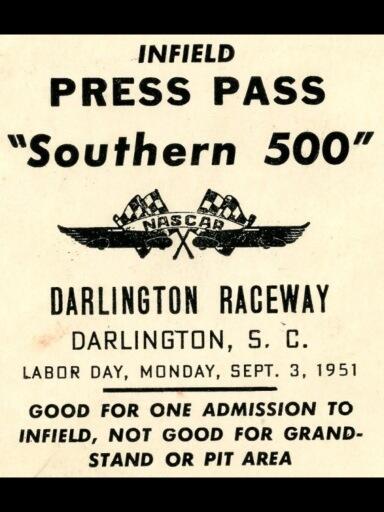 INFIELD
PRESS PASS
"Southern 500"
NASCAR
DARLINGTON RACEWAY
DARLINGTON, S. C.
LABOR DAY, MONDAY, SEPT. 3, 1951
GOOD FOR ONE ADMISSION TO
INFIELD, NOT GOOD FOR GRAND-
STAND OR PIT AREA